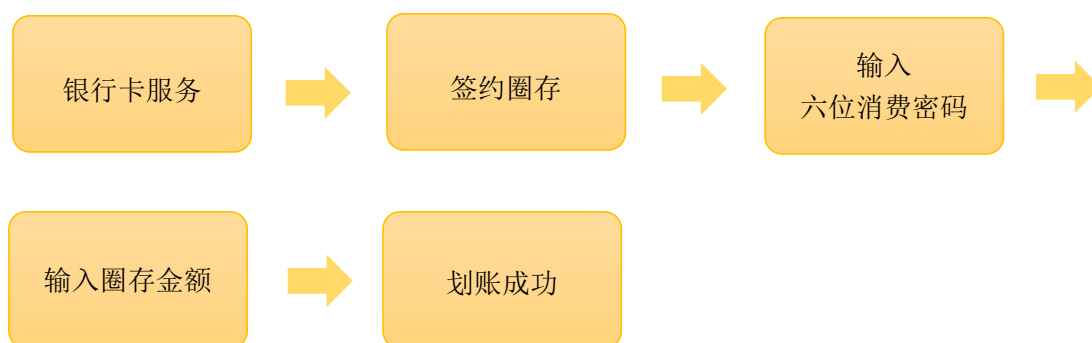 银行卡服务
签约圈存
输入
六位消费密码
输入圈存金额
划账成功